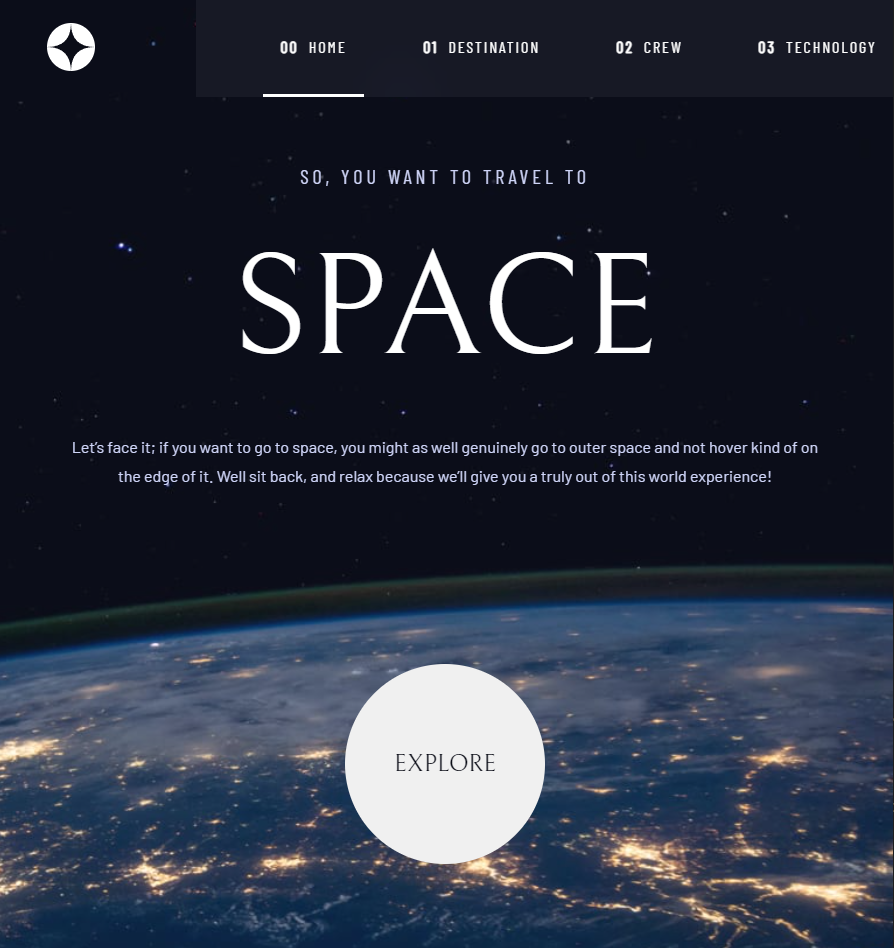 00 HOME 01 DESTINATION 02 CREW 03 TECHNOLOGY
SO, YOU WANT TO TRAVEL TO
SPACE
Let’s face it; if you want to go to space, you might as well genuinely go to outer space and not hover kind of on
the edge of it. Well sit back, and relax because we’ll give you a truly out of this world experience!
EXPLORE